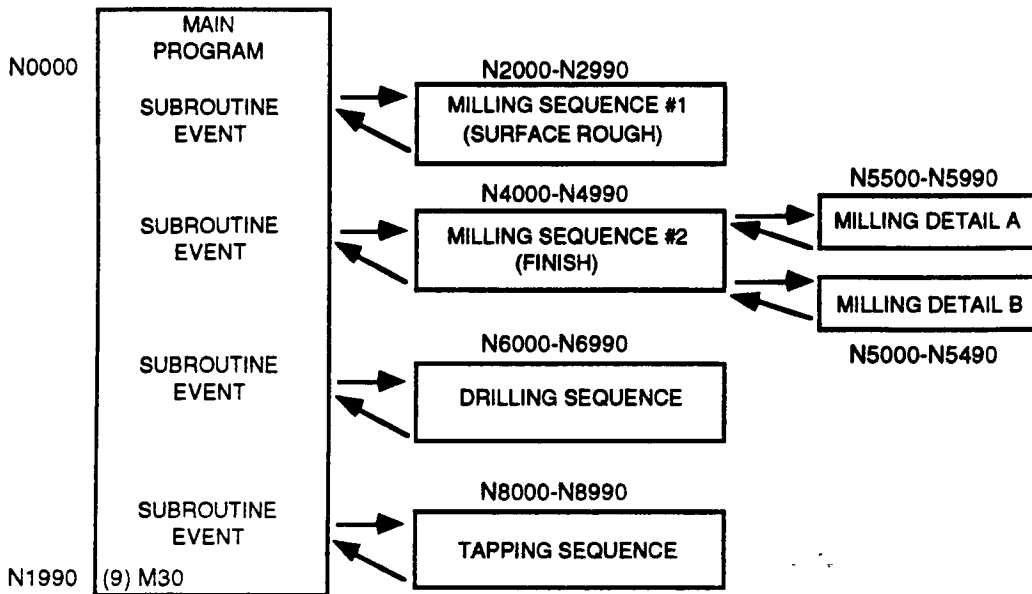 MAIN
PROGRAM
N0000
SUBROUTINE
EVENT
N2000-N2990
MILLING SEQUENCE #1
(SURFACE ROUGH)
SUBROUTINE
EVENT
N4000-N4990
MILLING SEQUENCE #2
(FINISH)
N5500-N5990
MILLING DETAIL A
MILLING DETAIL B
N5000-N5490
SUBROUTINE
EVENT
N6000-N6990
DRILLING SEQUENCE
SUBROUTINE
EVENT
N8000-N8990
TAPPING SEQUENCE
N1990
(9) M30